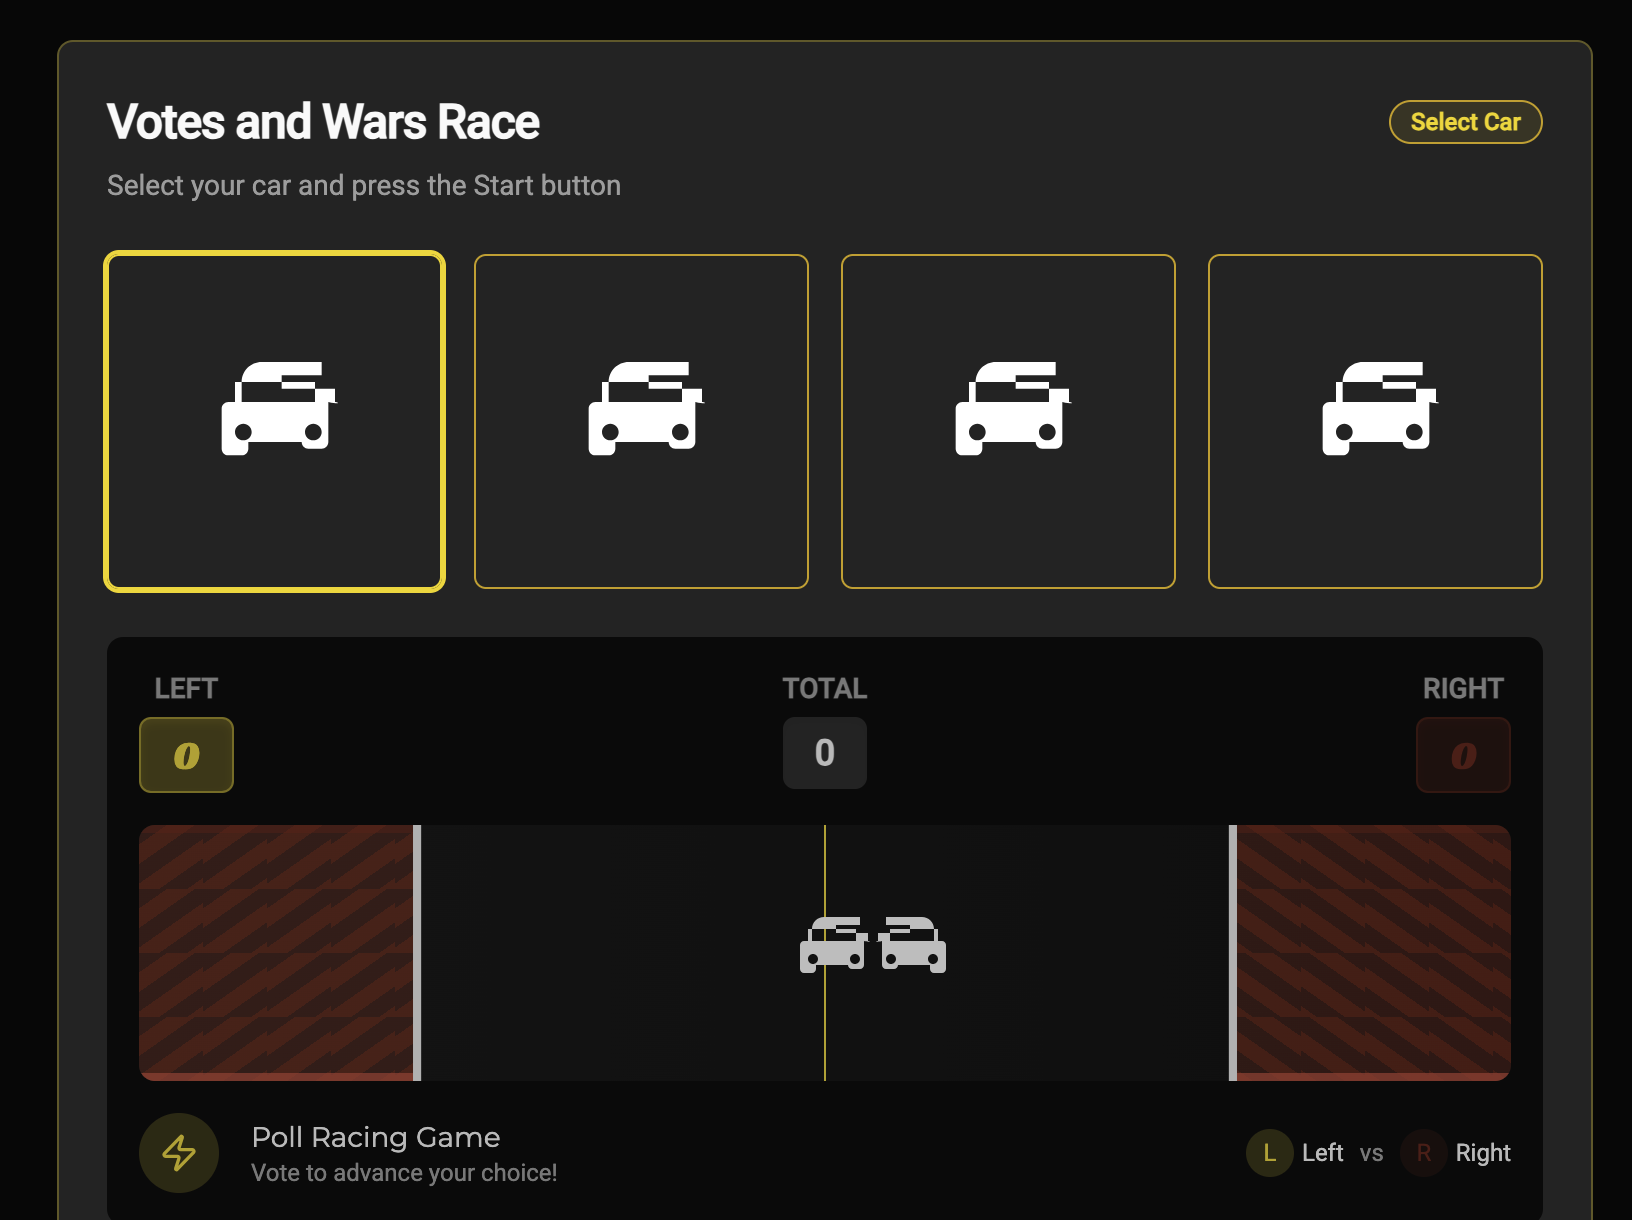 Votes and Wars Race
Select Car
Select your car and press the Start button
LEFT
TOTAL
RIGHT
0
0
0
Poll Racing Game
Vote to advance your choice!
L Left vs R Right